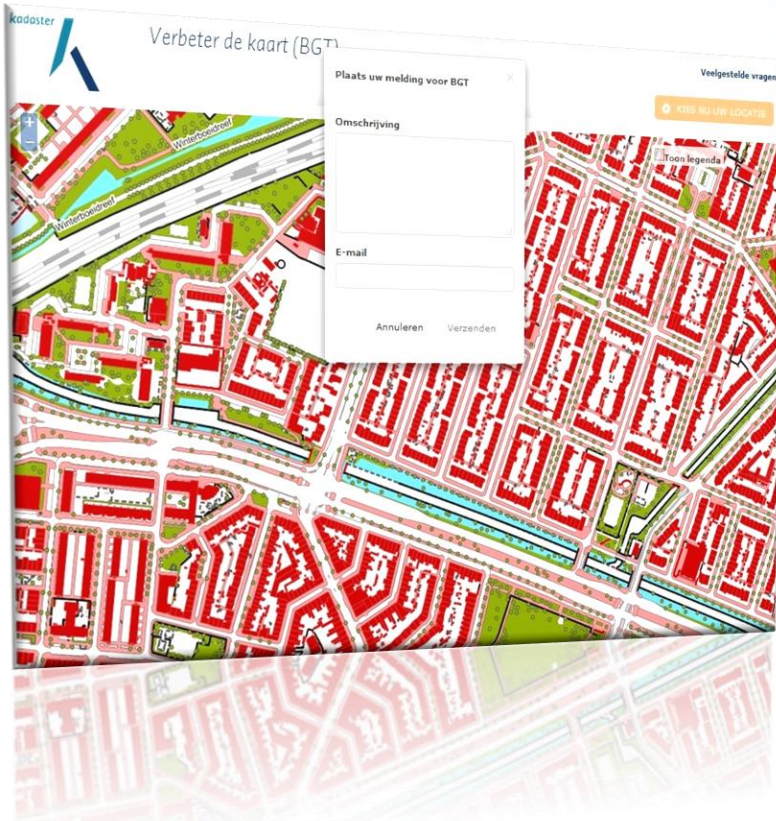 kadaster
Verbeter de kaart (BGT)
Veelgestelde vragen
KIES NU UW LOCATIE
Plaats uw melding voor BGT
x
Omschrijving
E-mail
Annuleren Verzenden
+
-
Toon legenda
Winterboeidreef
Winterboeidreef